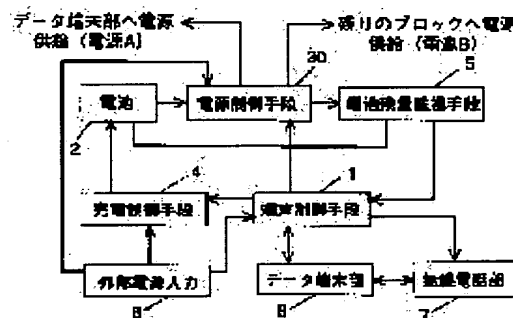 データ端末部へ電源
供給(電源A)
残りのブロックへ電源
供給(電源B)
30
5
電池
電源制御手段
電池残量監視手段
2
4
1
充電制御手段
端末制御手段
外部電源入力
データ端末部
無線電話部
7